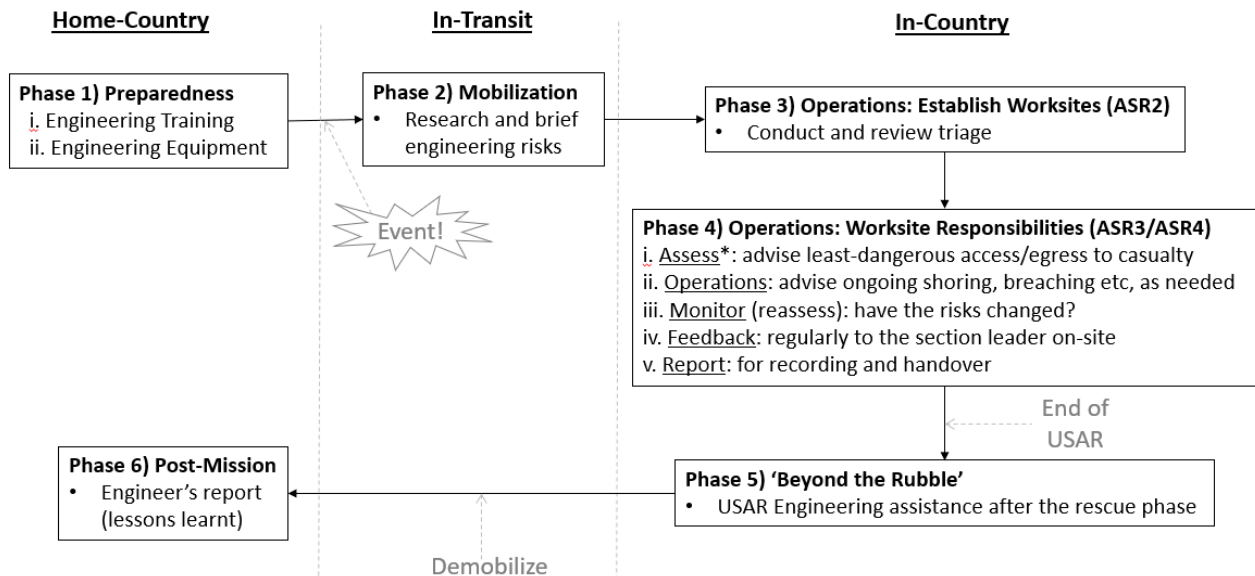 Home-Country
In-Transit
In-Country
Phase 1) Preparedness
i. Engineering Training
ii. Engineering Equipment
Phase 2) Mobilization
• Research and brief
engineering risks
Phase 3) Operations: Establish Worksites (ASR2)
• Conduct and review triage
Event!
Phase 4) Operations: Worksite Responsibilities (ASR3/ASR4)
i. Assess*: advise least-dangerous access/egress to casualty
ii. Operations: advise ongoing shoring, breaching etc, as needed
iii. Monitor (reassess): have the risks changed?
iv. Feedback: regularly to the section leader on-site
v. Report: for recording and handover
End of
USAR
Phase 5) ‘Beyond the Rubble’
• USAR Engineering assistance after the rescue phase
Phase 6) Post-Mission
• Engineer’s report
(lessons learnt)
Demobilize